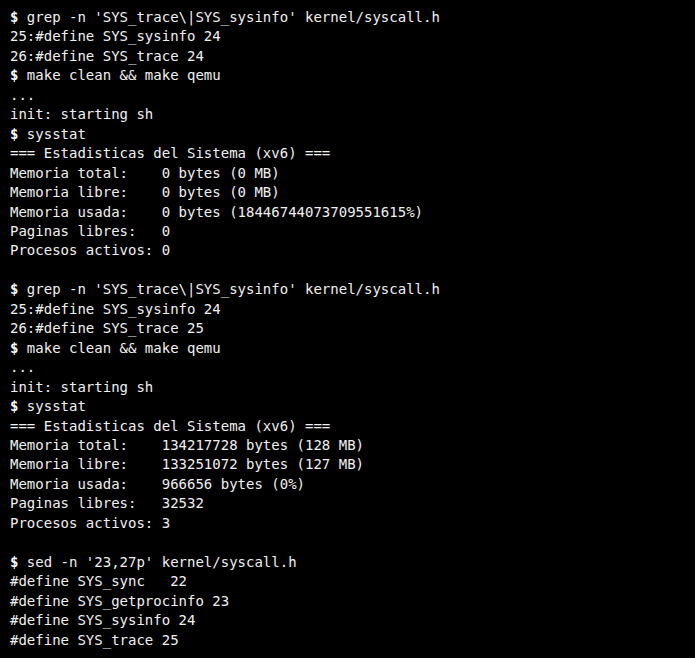 $ grep -n 'SYS_trace\|SYS_sysinfo' kernel/syscall.h
25:#define SYS_sysinfo 24
26:#define SYS_trace 24
$ make clean && make qemu
...
init: starting sh
$ sysstat
=== Estadisticas del Sistema (xv6) ===
Memoria total:    0 bytes (0 MB)
Memoria libre:    0 bytes (0 MB)
Memoria usada:    0 bytes (18446744073709551615%)
Paginas libres:   0
Procesos activos: 0

$ grep -n 'SYS_trace\|SYS_sysinfo' kernel/syscall.h
25:#define SYS_sysinfo 24
26:#define SYS_trace 25
$ make clean && make qemu
...
init: starting sh
$ sysstat
=== Estadisticas del Sistema (xv6) ===
Memoria total:    134217728 bytes (128 MB)
Memoria libre:    133251072 bytes (127 MB)
Memoria usada:    966656 bytes (0%)
Paginas libres:   32532
Procesos activos: 3

$ sed -n '23,27p' kernel/syscall.h
#define SYS_sync   22
#define SYS_getprocinfo 23
#define SYS_sysinfo 24
#define SYS_trace 25